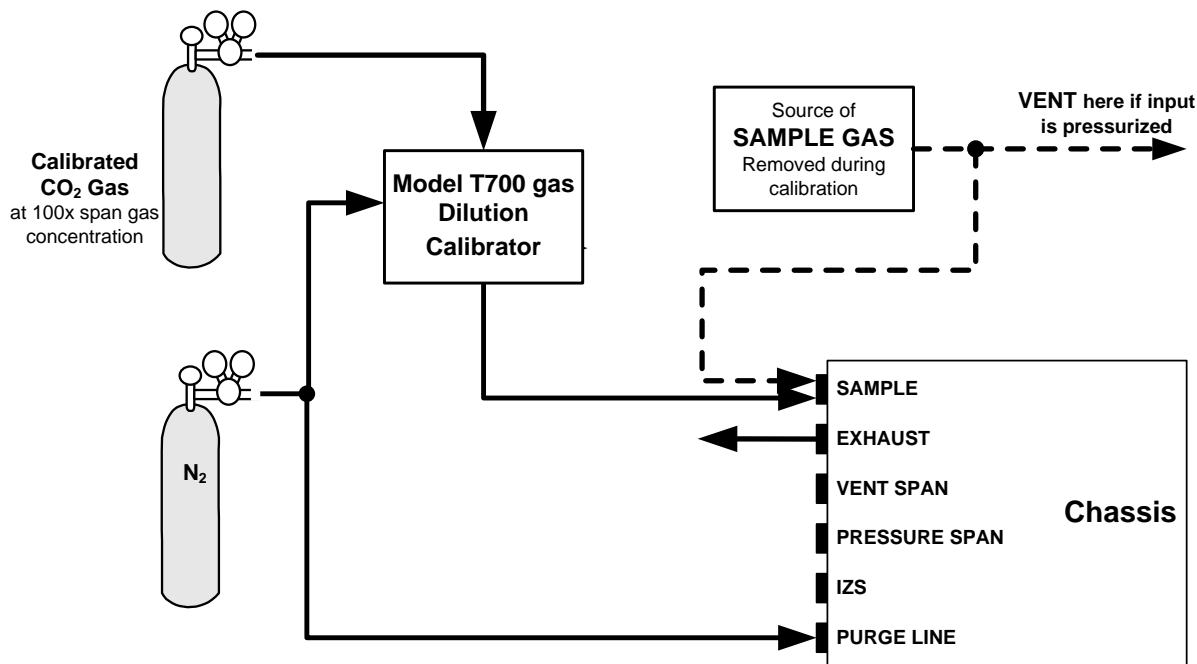 Calibrated
CO₂ Gas
at 100x span gas
concentration
Model T700 gas
Dilution
Calibrator
Source of
SAMPLE GAS
Removed during
calibration
VENT here if input
is pressurized
N₂
SAMPLE
EXHAUST
VENT SPAN
PRESSURE SPAN
IZS
PURGE LINE
Chassis